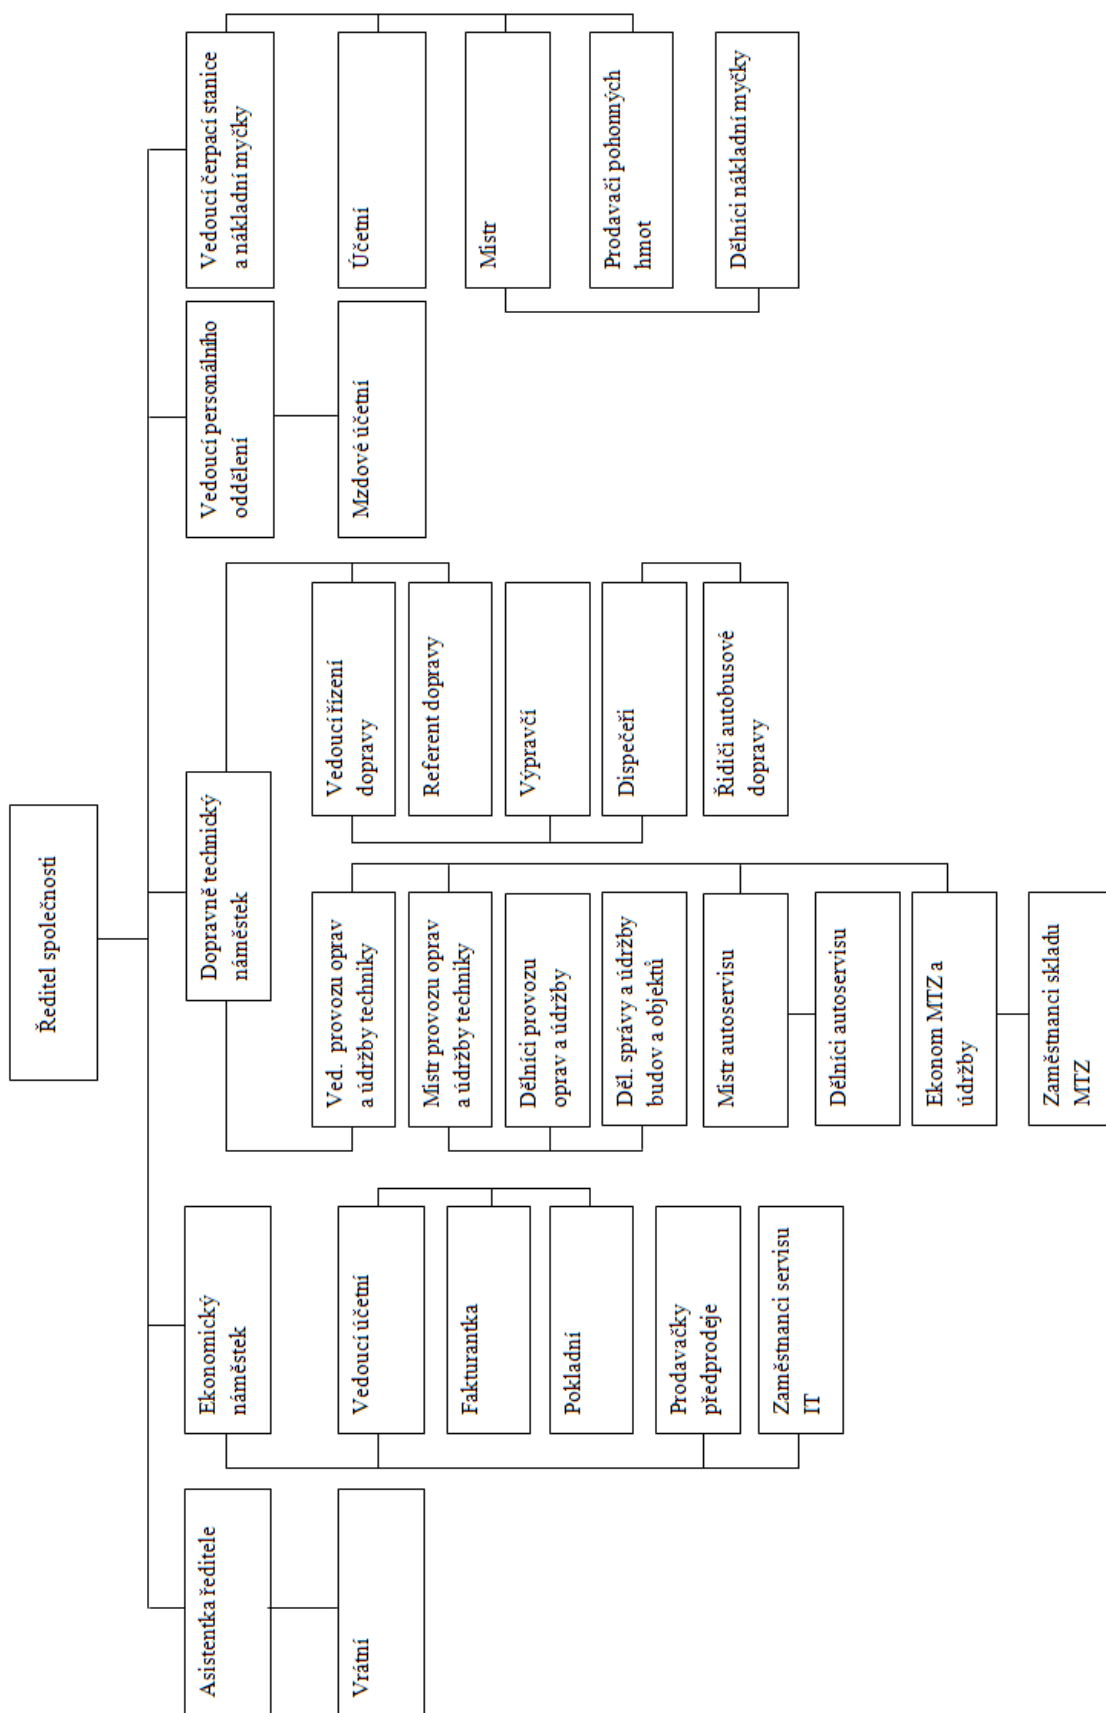 Ředitel společnosti
Asistentka ředitele
Vrátní
Ekonomický
náměstek
Vedoucí účetní
Fakturantka
Pokladní
Prodavačky
předprodeje
Zaměstnanci servisu
IT
Dopravně technický
náměstek
Ved. provozu oprav
a údržby techniky
Mistr provozu oprav
a údržby techniky
Dělníci provozu
oprav a údržby
Děl. správy a údržby
budov a objektů
Mistr autoservisu
Dělníci autoservisu
Ekonom MTZ a
údržby
Zaměstnanci skladu
MTZ
Vedoucí řízení
dopravy
Referent dopravy
Výpravčí
Dispečeři
Řidiči autobusové
dopravy
Vedoucí personálního
oddělení
Mzdové účetní
Vedoucí čerpací stanice
a nákladní myčky
Účetní
Mistr
Prodavači pohonných
hmot
Dělníci nákladní myčky